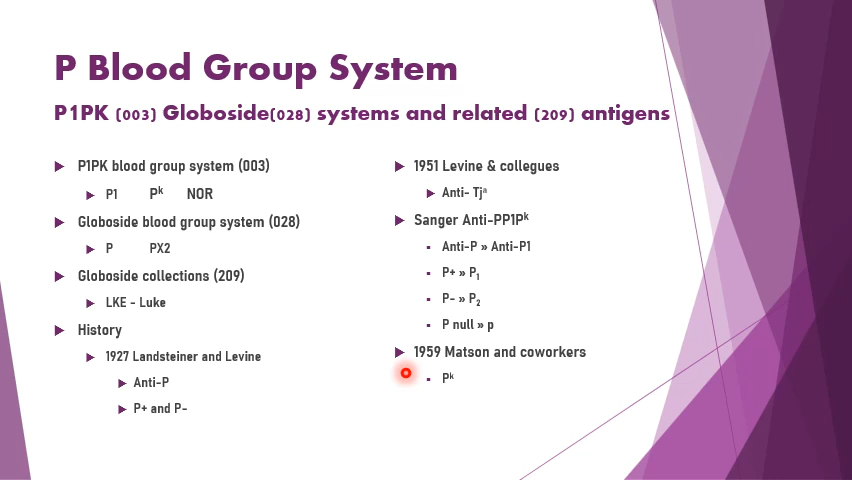 P Blood Group System
P1PK (003) Globoside(028) systems and related (209) antigens
P1PK blood group system (003)
P1 Pᵏ NOR
Globoside blood group system (028)
P PX2
Globoside collections (209)
LKE - Luke
History
1927 Landsteiner and Levine
Anti-P
P+ and P-
1951 Levine & collegues
Anti- Tjᵃ
Sanger Anti-PP1Pᵏ
Anti-P » Anti-P1
P+ » P₁
P- » P₂
P null » p
1959 Matson and coworkers
Pᵏ